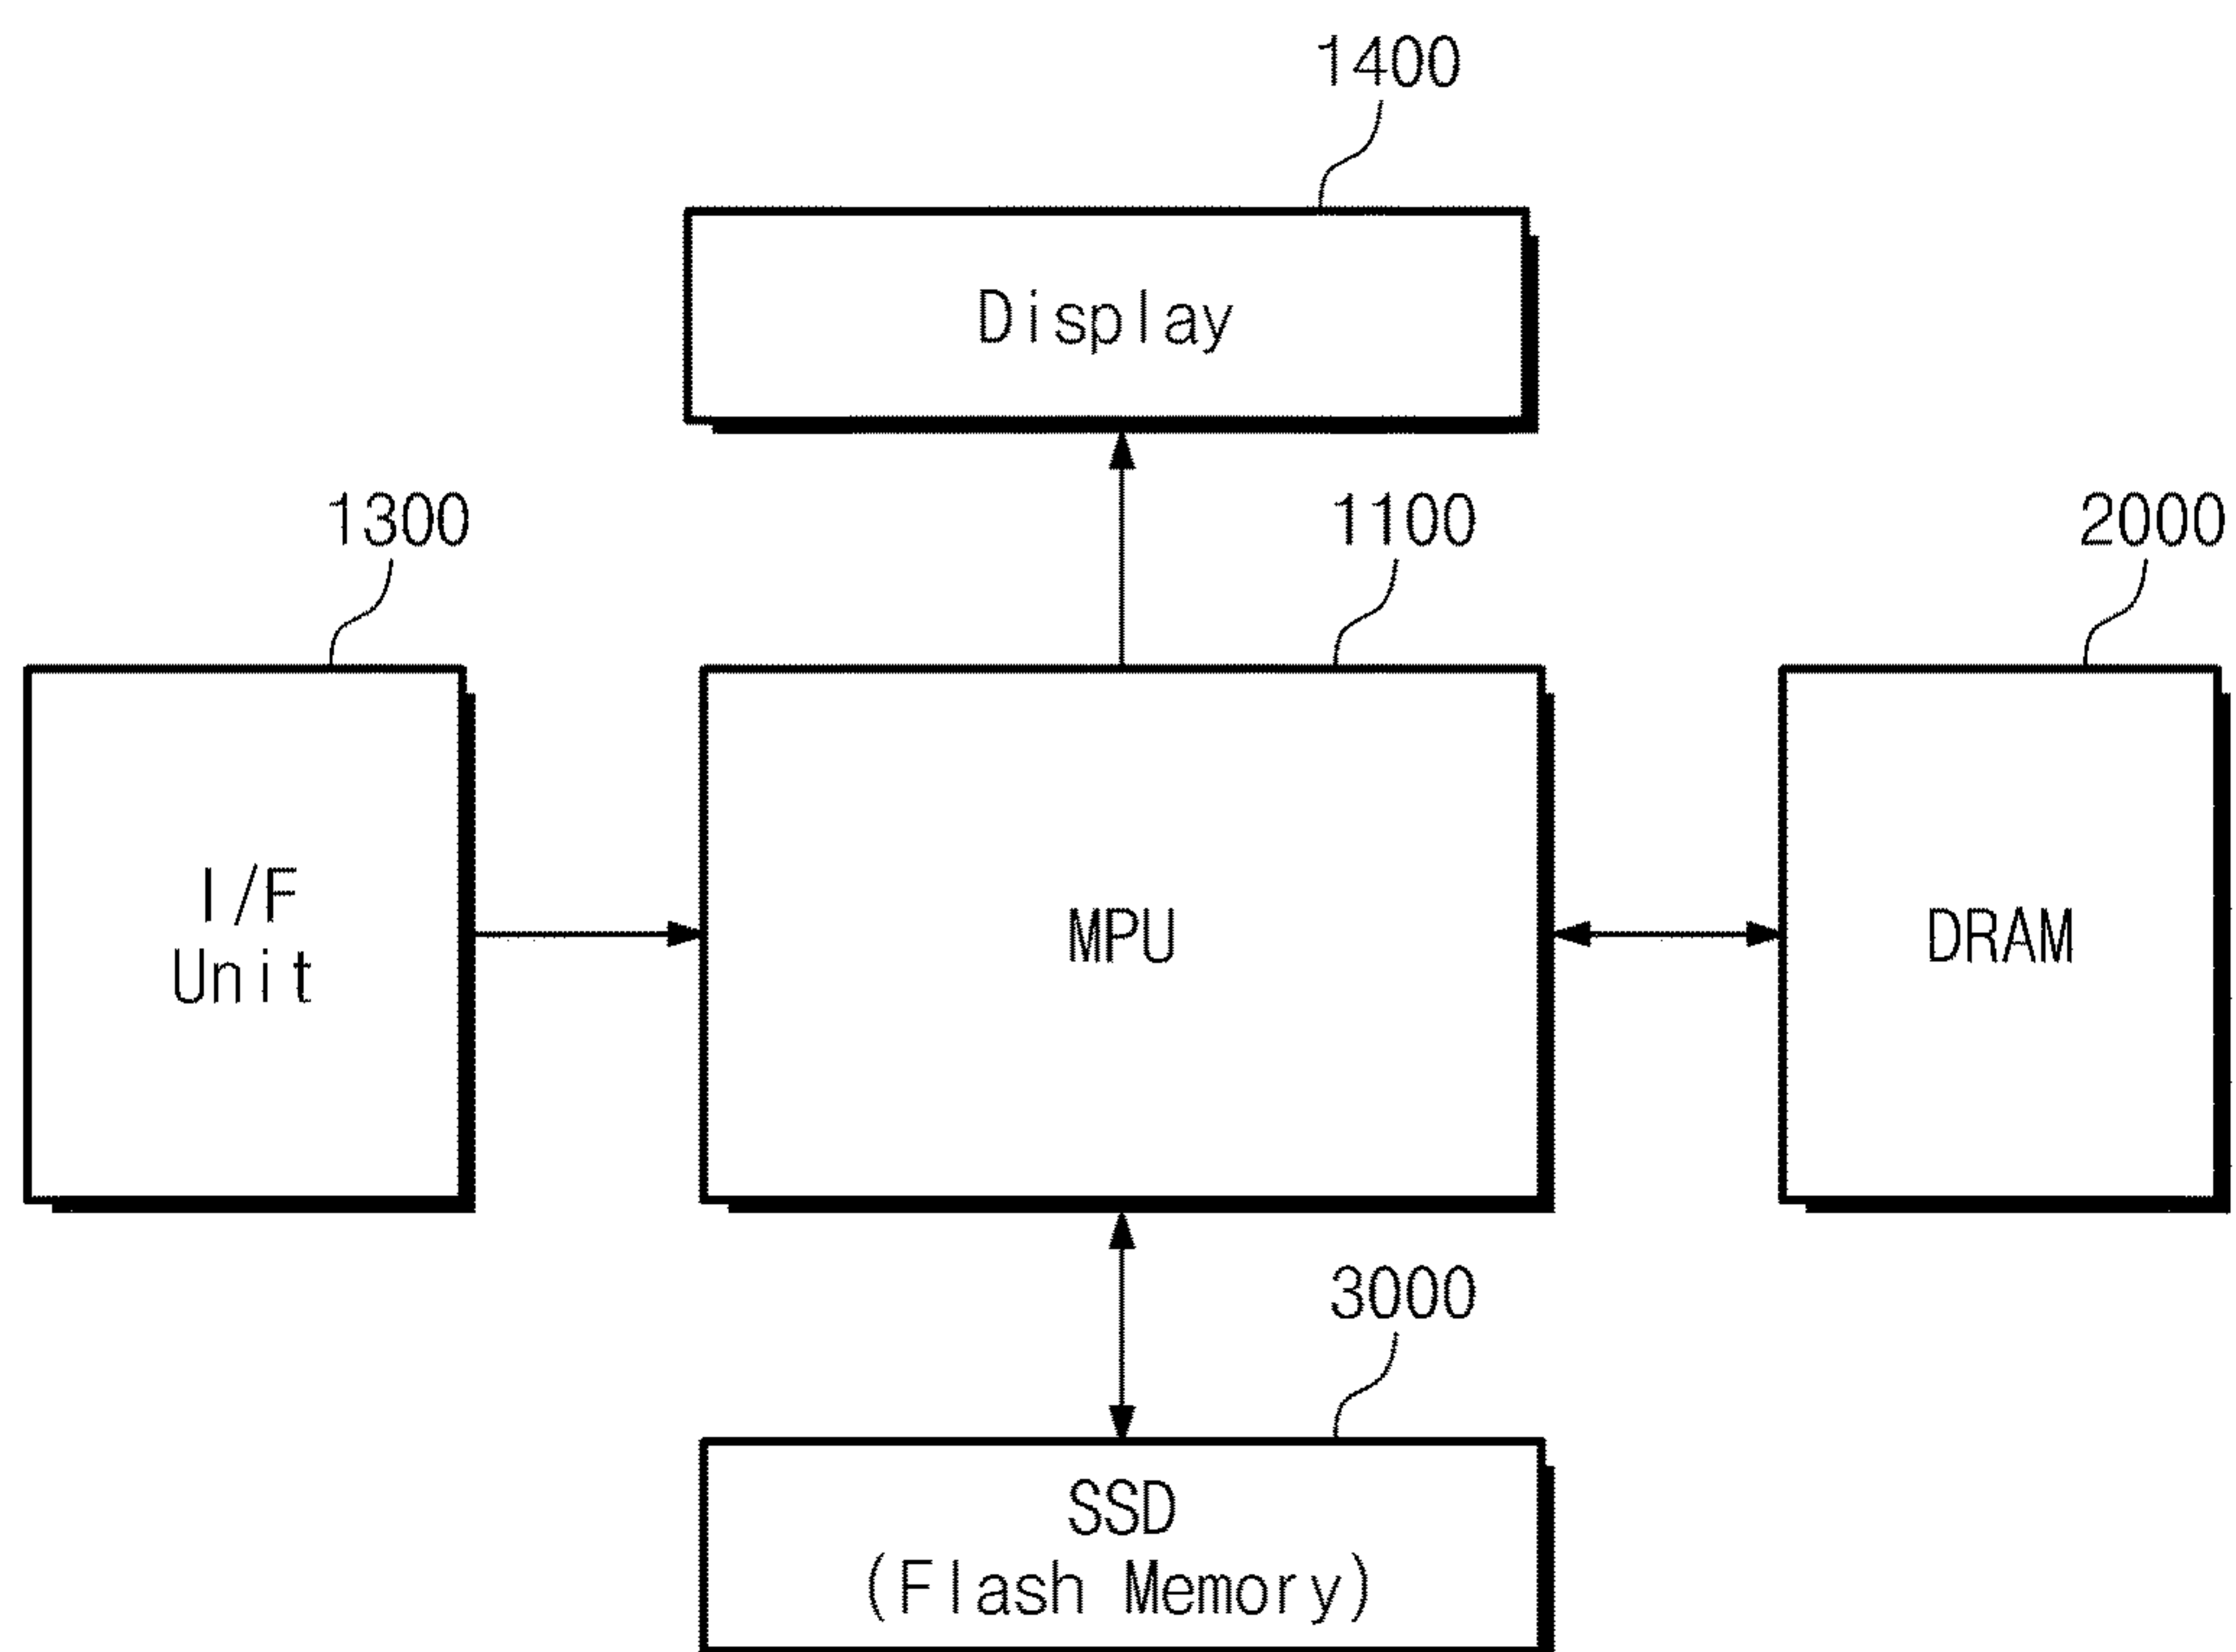 1400
Display
1300
1100
2000
I/F
Unit
MPU
DRAM
3000
SSD
(Flash Memory)